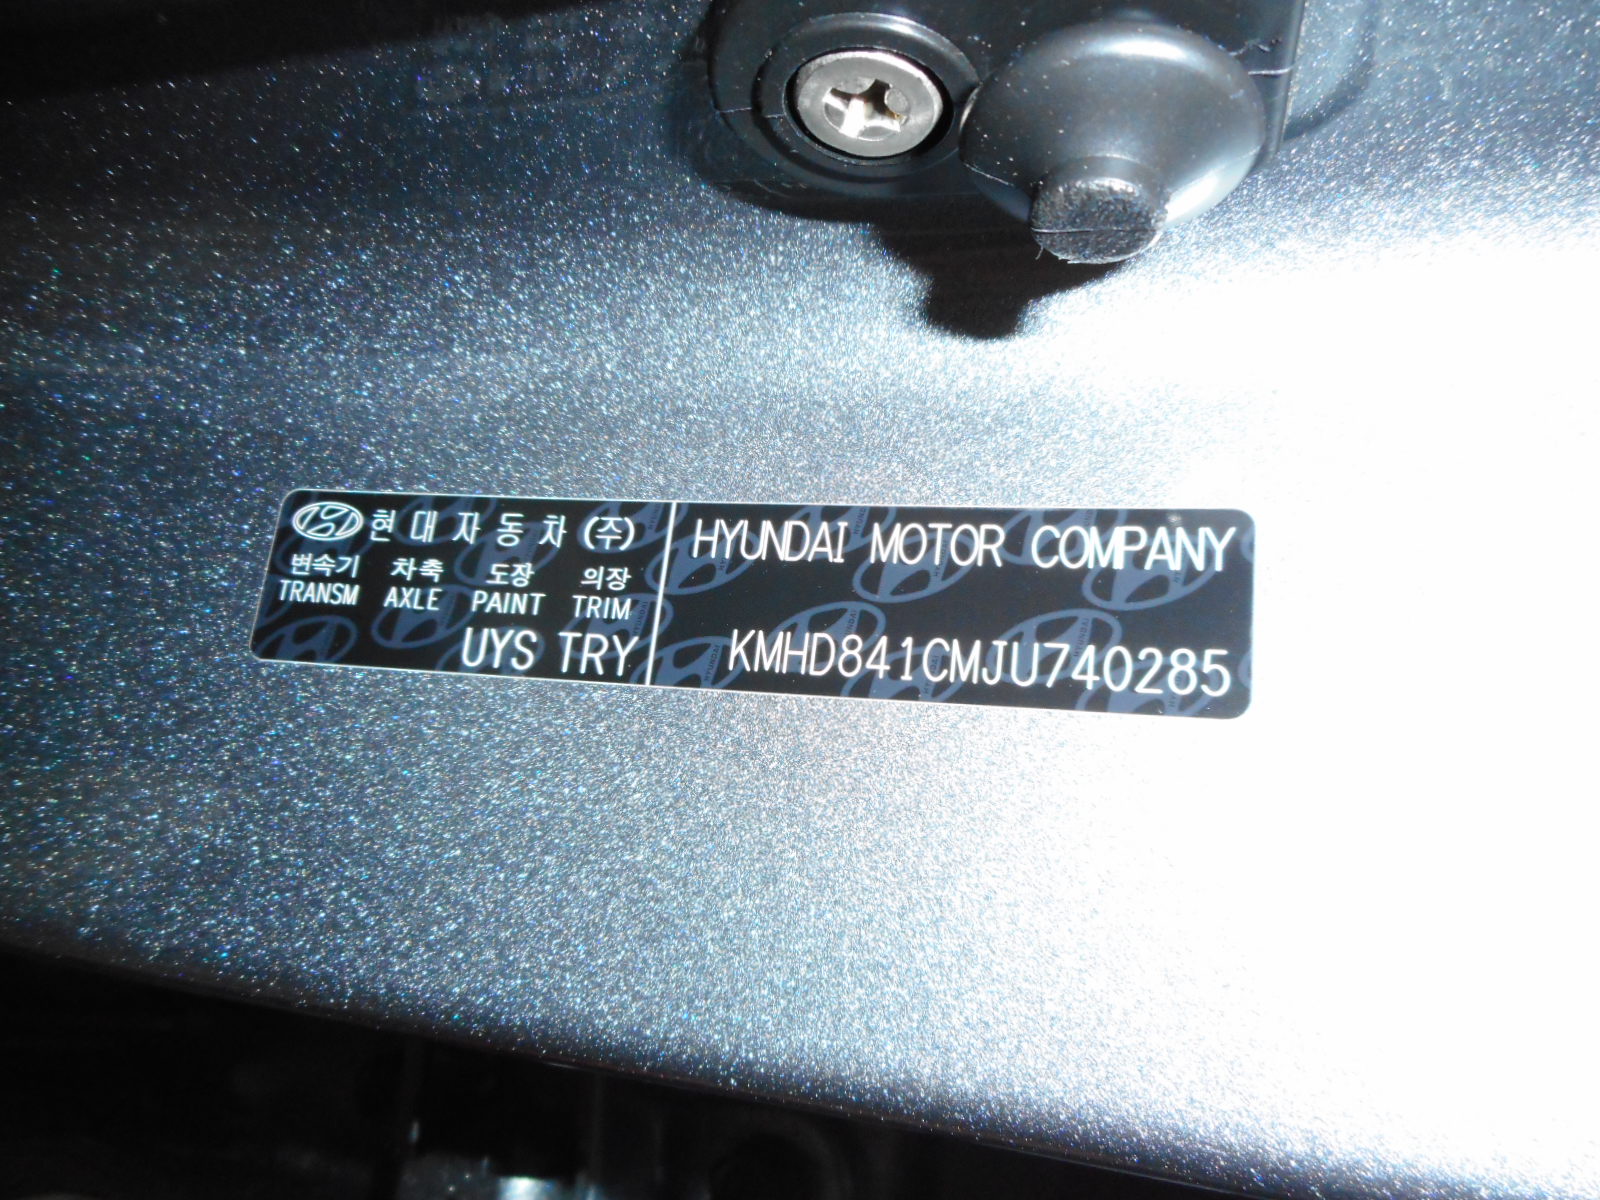 현대자동차(주)
변속기 차축 도장 의장
TRANSM AXLE PAINT TRIM
UYS TRY
HYUNDAI MOTOR COMPANY
KMHD841CMJU740285